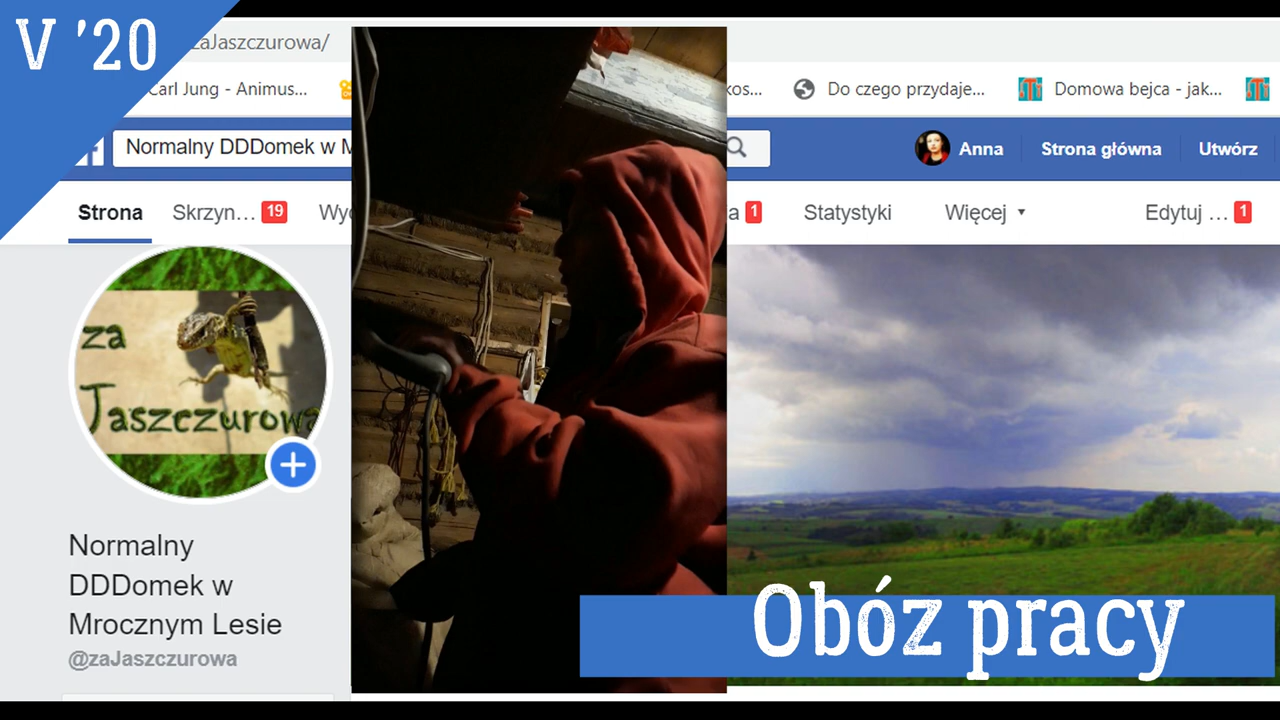 V '20
zaJaszczurowa/
Carl Jung - Animus...
kos...
Do czego przydaje...
Domowa bejca - jak...
Normalny DDDomek w M
Anna
Strona główna
Utwórz
Strona
Skrzyn... 19
Wyd
a 1
Statystyki
Więcej
Edytuj ... 1
za
Jaszczurowa
Normalny
DDDomek w
Mrocznym Lesie
@zaJaszczurowa
Obóz pracy